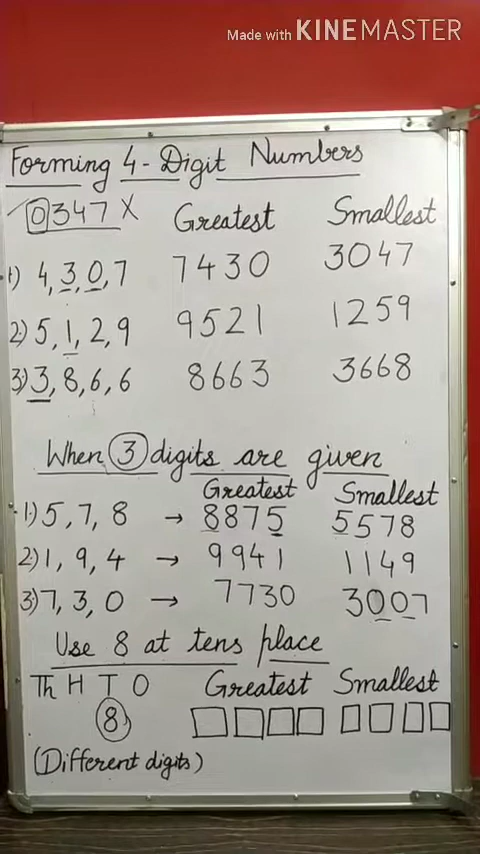 Made with KINEMASTER
Forming 4-Digit Numbers
0347 X Greatest Smallest
1) 4,3,0,7 7430 3047
2) 5,1,2,9 9521 1259
3) 3,8,6,6 8663 3668
When 3 digits are given
Greatest Smallest
1) 5,7,8 → 8875 5578
2) 1,9,4 → 9941 1149
3) 7,3,0 → 7730 3007
Use 8 at tens place
Th H T O Greatest Smallest
8
(Different digits)